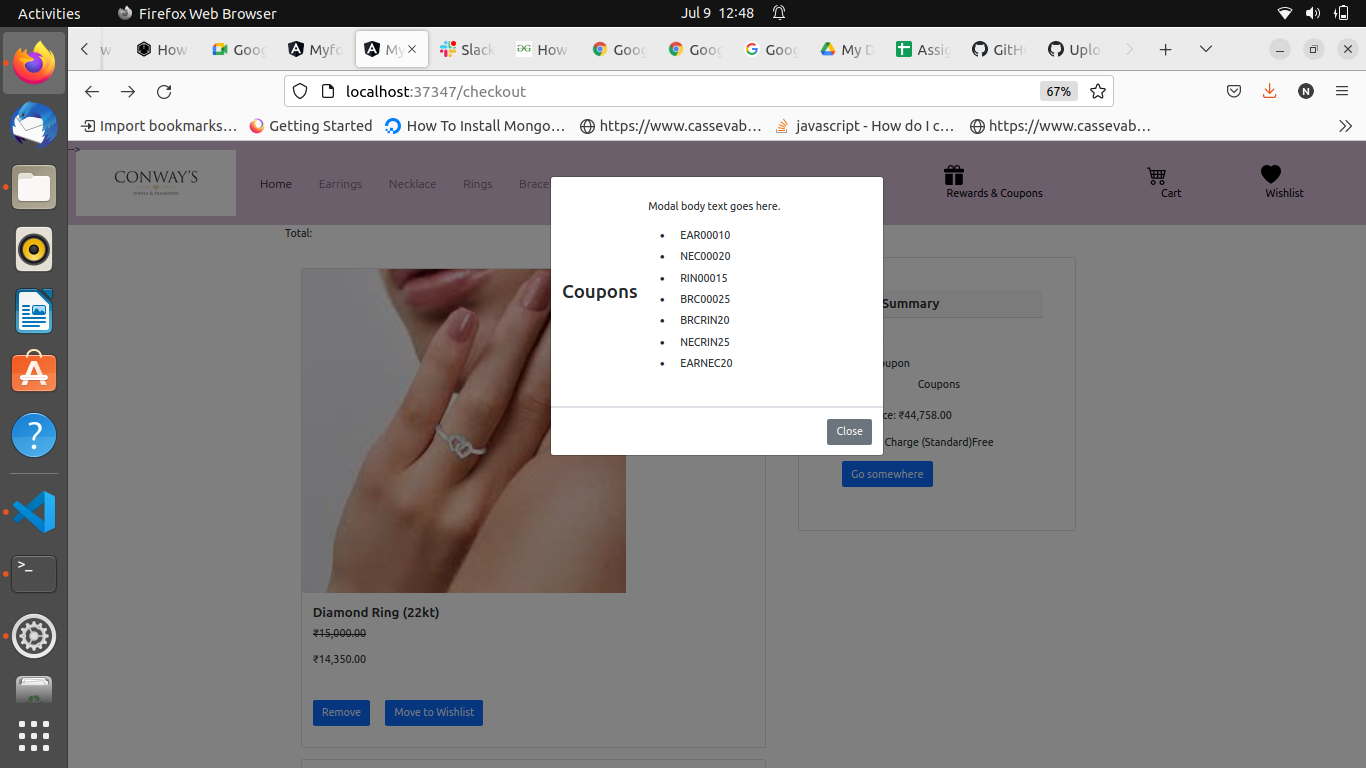 Activities
Firefox Web Browser
Jul 9 12:48
How
Goog
Myfo
My
Slack
How
Goog
Goog
Goog
My D
Assig
GitH
Uplo
localhost:37347/checkout
67%
N
Import bookmarks…
Getting Started
How To Install Mongo…
https://www.cassevab…
javascript - How do I c…
https://www.cassevab…
-->
CONWAY'S
JEWELS & DIAMONDS
Home
Earrings
Necklace
Rings
Brace
Rewards & Coupons
Cart
Wishlist
Total:
Modal body text goes here.
Coupons
• EAR00010
• NEC00020
• RIN00015
• BRC00025
• BRCRIN20
• NECRIN25
• EARNEC20
Close
Summary
oupon
Coupons
ce: ₹44,758.00
Charge (Standard)Free
Go somewhere
Diamond Ring (22kt)
₹15,000.00
₹14,350.00
Remove
Move to Wishlist